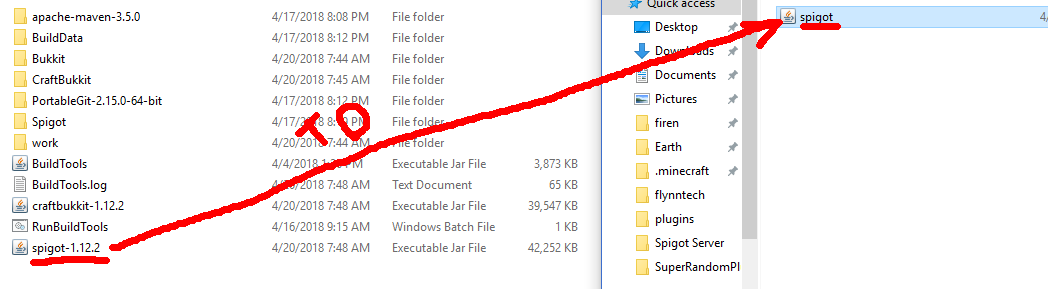 apache-maven-3.5.0 4/17/2018 8:08 PM File folder
BuildData 4/17/2018 8:12 PM File folder
Bukkit 4/20/2018 7:44 AM File folder
CraftBukkit 4/20/2018 7:45 AM File folder
PortableGit-2.15.0-64-bit 4/17/2018 8:12 PM File folder
Spigot 4/17/2018 PM File folder
work 4/20/2018 7:44 AM File folder
BuildTools 4/4/2018 PM Executable Jar File 3,873 KB
BuildTools.log 7:48 AM Text Document 65 KB
craftbukkit-1.12.2 4/20/2018 7:48 AM Executable Jar File 39,547 KB
RunBuildTools 4/16/2018 9:15 AM Windows Batch File 1 KB
spigot-1.12.2 4/20/2018 7:48 AM Executable Jar File 42,252 KB
TO
Quick access
Desktop
Downloads
Documents
Pictures
firen
Earth
.minecraft
flynntech
plugins
Spigot Server
SuperRandomPl
spigot 4/